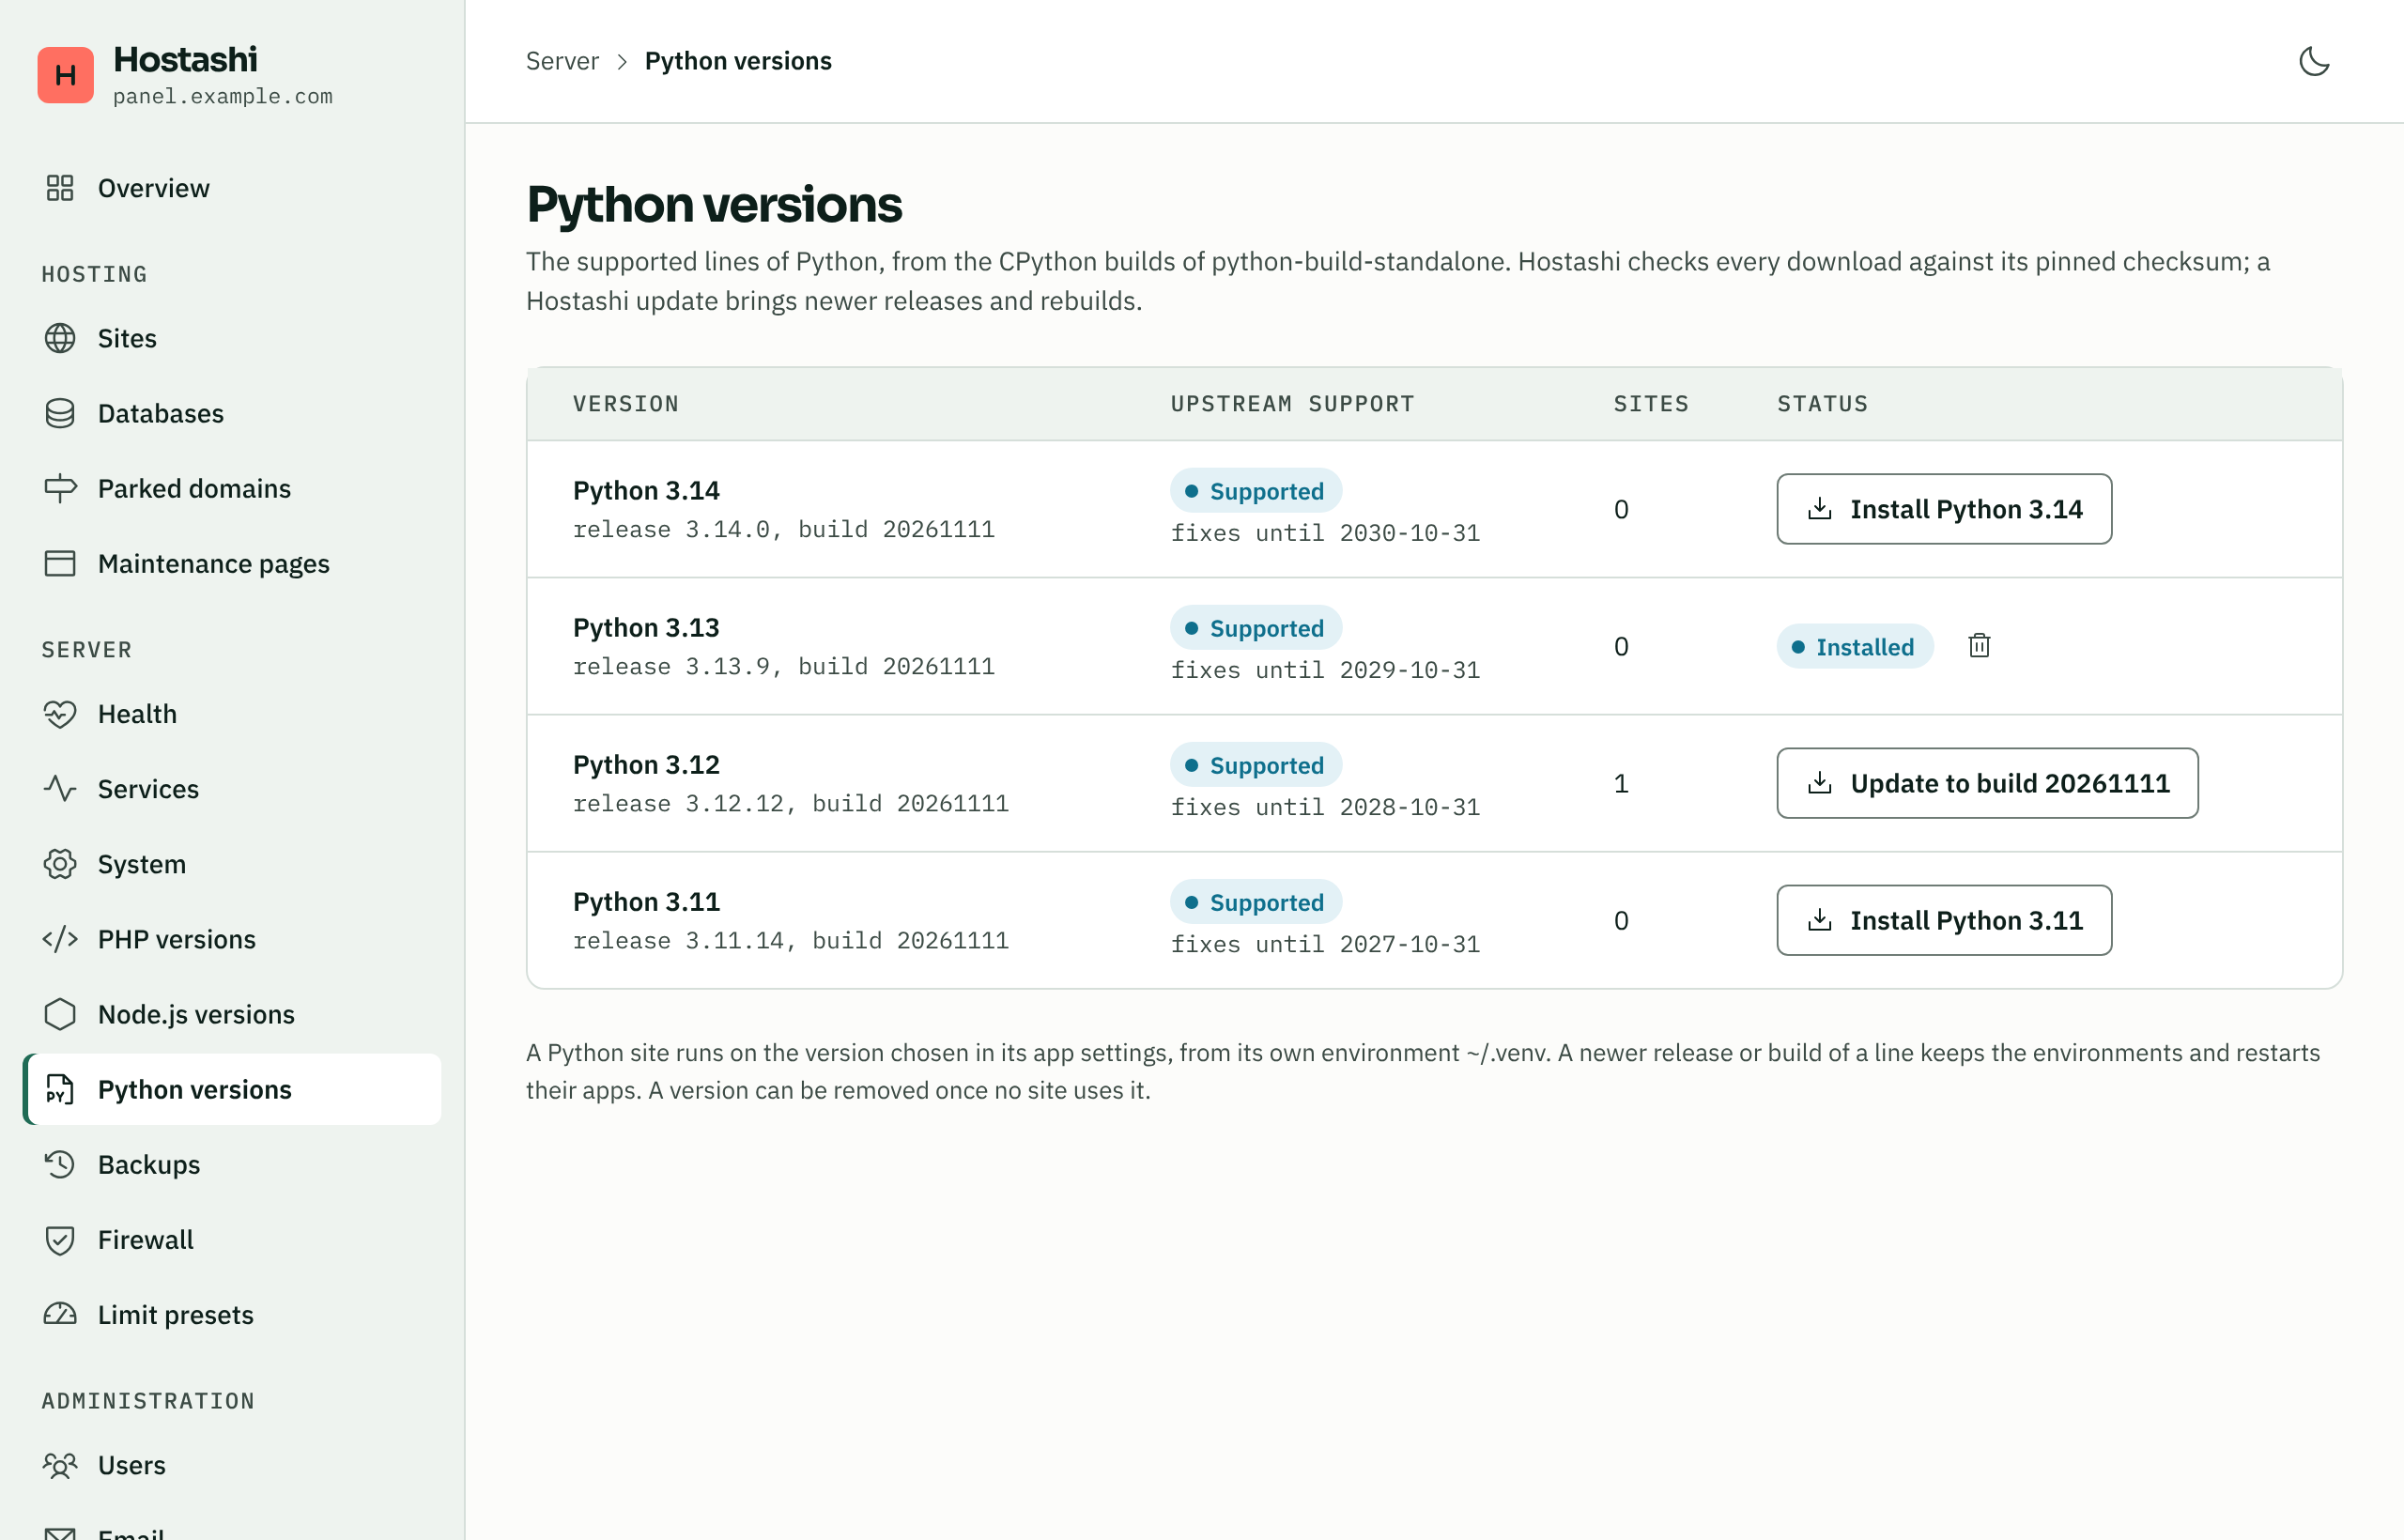 H
Hostashi
panel.example.com
Overview
HOSTING
Sites
Databases
Parked domains
Maintenance pages
SERVER
Health
Services
System
PHP versions
Node.js versions
PY
Python versions
Backups
Firewall
Limit presets
ADMINISTRATION
Users
Email
Server > Python versions
Python versions
The supported lines of Python, from the CPython builds of python-build-standalone. Hostashi checks every download against its pinned checksum; a
Hostashi update brings newer releases and rebuilds.
VERSION UPSTREAM SUPPORT SITES STATUS
Python 3.14
release 3.14.0, build 20261111
Supported
fixes until 2030-10-31
0
Install Python 3.14
Python 3.13
release 3.13.9, build 20261111
Supported
fixes until 2029-10-31
0
Installed
Python 3.12
release 3.12.12, build 20261111
Supported
fixes until 2028-10-31
1
Update to build 20261111
Python 3.11
release 3.11.14, build 20261111
Supported
fixes until 2027-10-31
0
Install Python 3.11
A Python site runs on the version chosen in its app settings, from its own environment ~/.venv. A newer release or build of a line keeps the environments and restarts
their apps. A version can be removed once no site uses it.